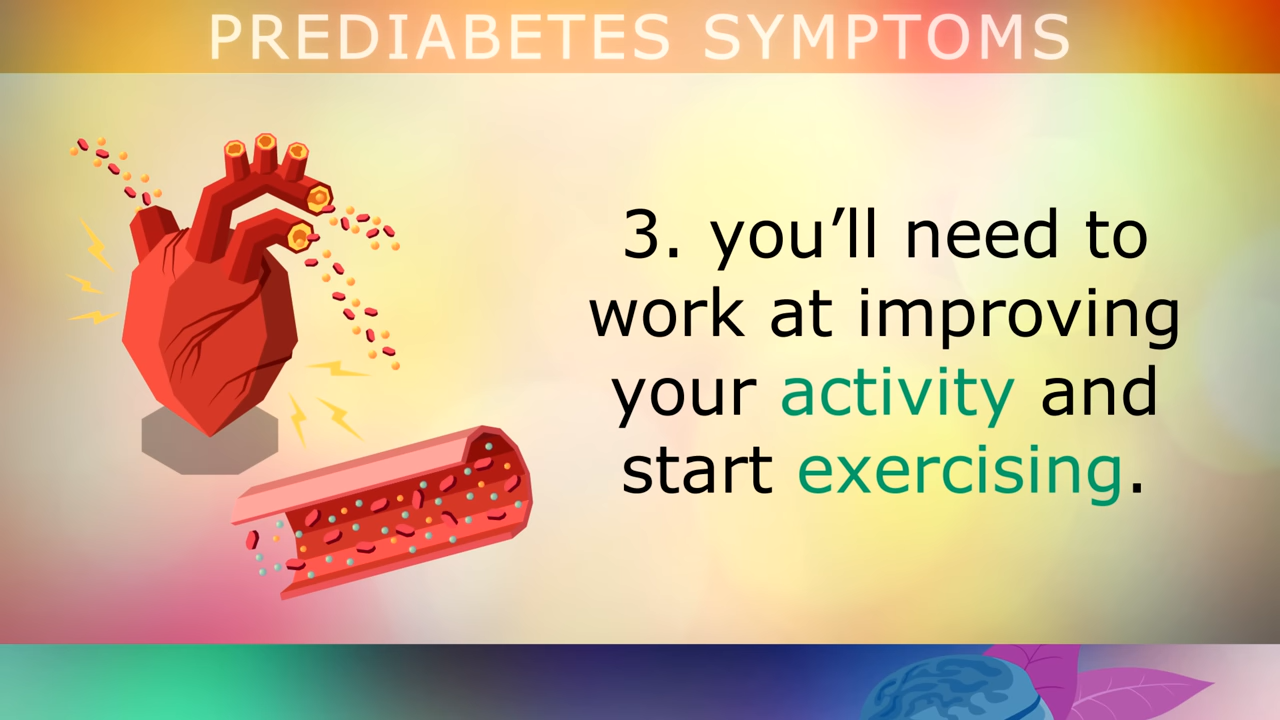 PREDIABETES SYMPTOMS
3. you’ll need to
work at improving
your activity and
start exercising.